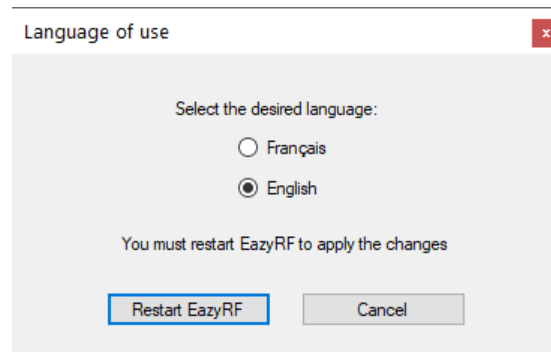 Language of use
x
Select the desired language:
Français
English
You must restart EazyRF to apply the changes
Restart EazyRF
Cancel